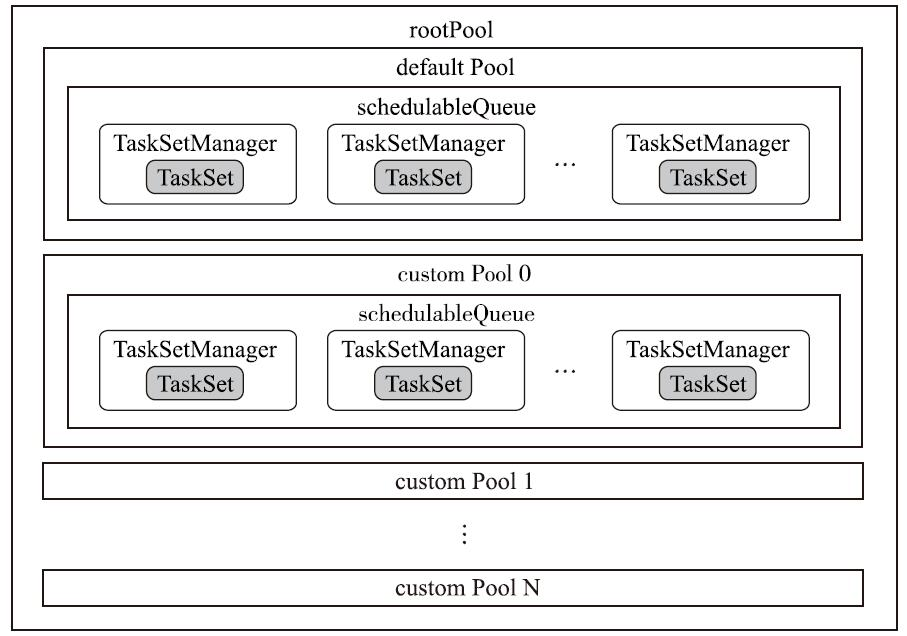 rootPool
default Pool
schedulableQueue
TaskSetManager TaskSetManager TaskSetManager
TaskSet TaskSet ... TaskSet
custom Pool 0
schedulableQueue
TaskSetManager TaskSetManager TaskSetManager
TaskSet TaskSet ... TaskSet
custom Pool 1
⋮
custom Pool N